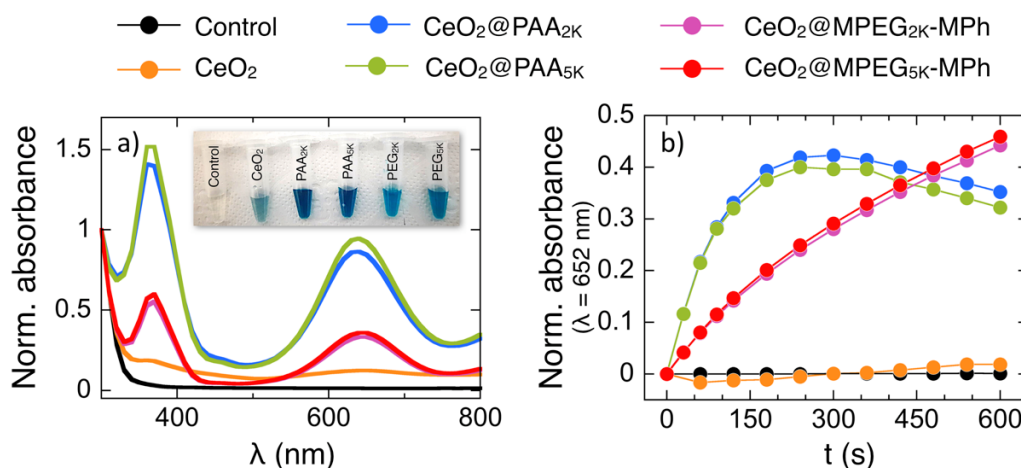 Control
CeO₂
CeO₂@PAA₂ₖ
CeO₂@PAA₅ₖ
CeO₂@MPEG₂ₖ-MPh
CeO₂@MPEG₅ₖ-MPh
a)
Norm. absorbance
1.5
1
0.5
0
400
600
800
λ (nm)
Control
CeO₂
PAA₂ₖ
PAA₅ₖ
PEG₂ₖ
PEG₅ₖ
b)
Norm. absorbance
(λ = 652 nm)
0.5
0.4
0.3
0.2
0.1
0
0
150
300
450
600
t (s)